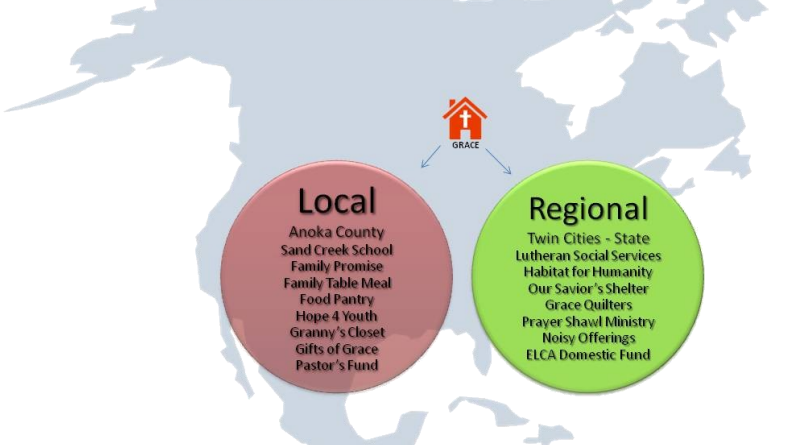 GRACE
Local
Anoka County
Sand Creek School
Family Promise
Family Table Meal
Food Pantry
Hope 4 Youth
Granny's Closet
Gifts of Grace
Pastor's Fund
Regional
Twin Cities - State
Lutheran Social Services
Habitat for Humanity
Our Savior's Shelter
Grace Quilters
Prayer Shawl Ministry
Noisy Offerings
ELCA Domestic Fund